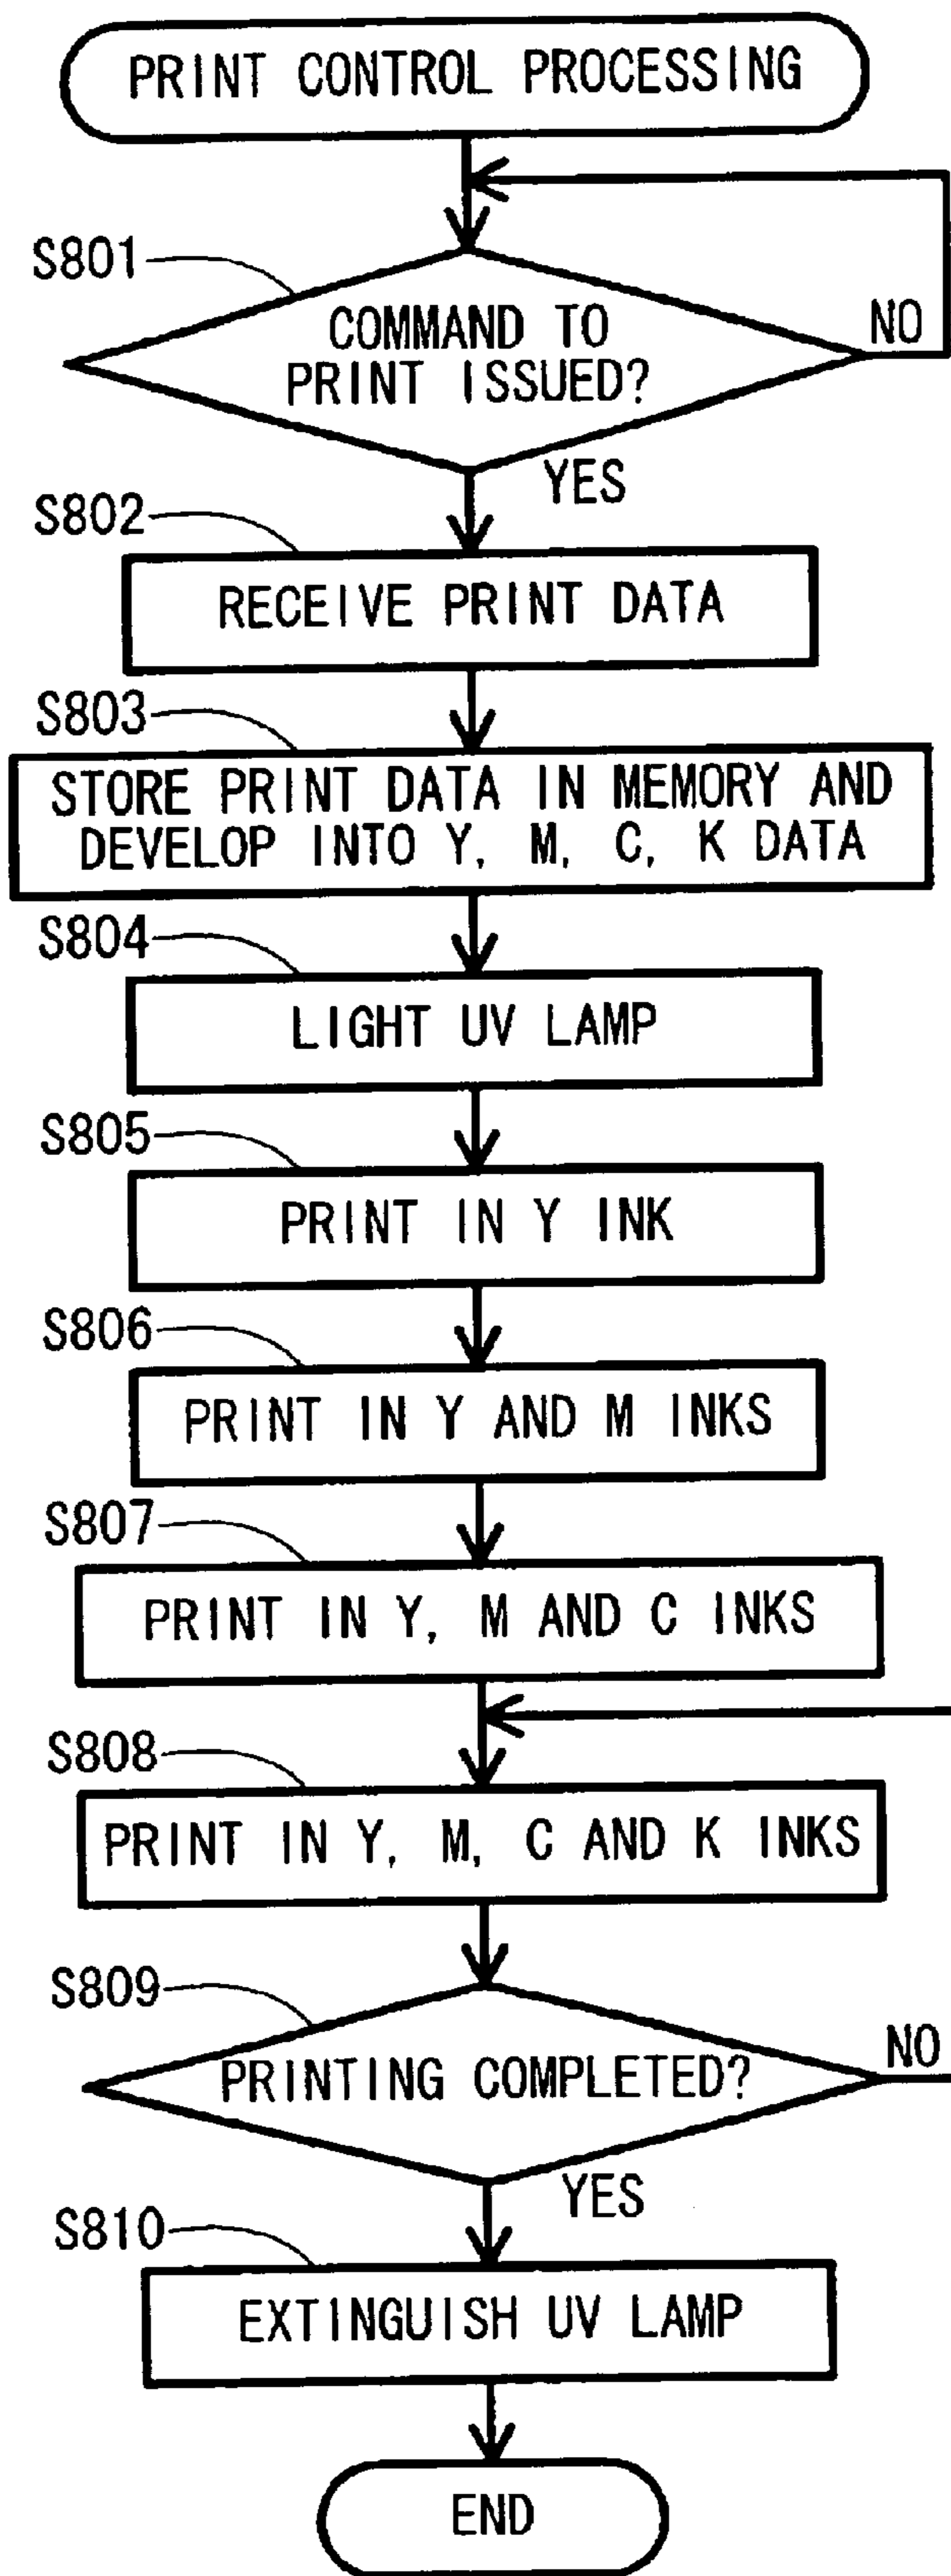 PRINT CONTROL PROCESSING
S801
COMMAND TO
PRINT ISSUED?
NO
YES
S802
RECEIVE PRINT DATA
S803
STORE PRINT DATA IN MEMORY AND
DEVELOP INTO Y, M, C, K DATA
S804
LIGHT UV LAMP
S805
PRINT IN Y INK
S806
PRINT IN Y AND M INKS
S807
PRINT IN Y, M AND C INKS
S808
PRINT IN Y, M, C AND K INKS
S809
PRINTING COMPLETED?
NO
YES
S810
EXTINGUISH UV LAMP
END